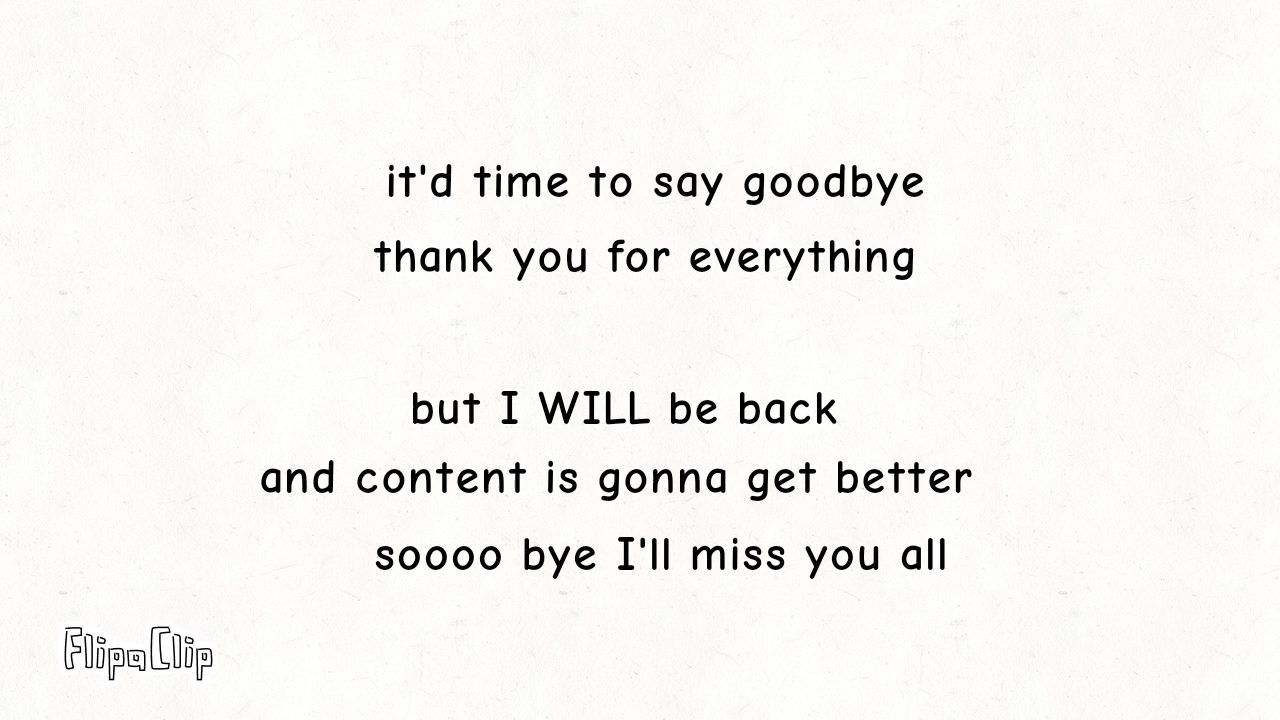 it'd time to say goodbye
thank you for everything
but I WILL be back
and content is gonna get better
soooo bye I'll miss you all
FlipaClip